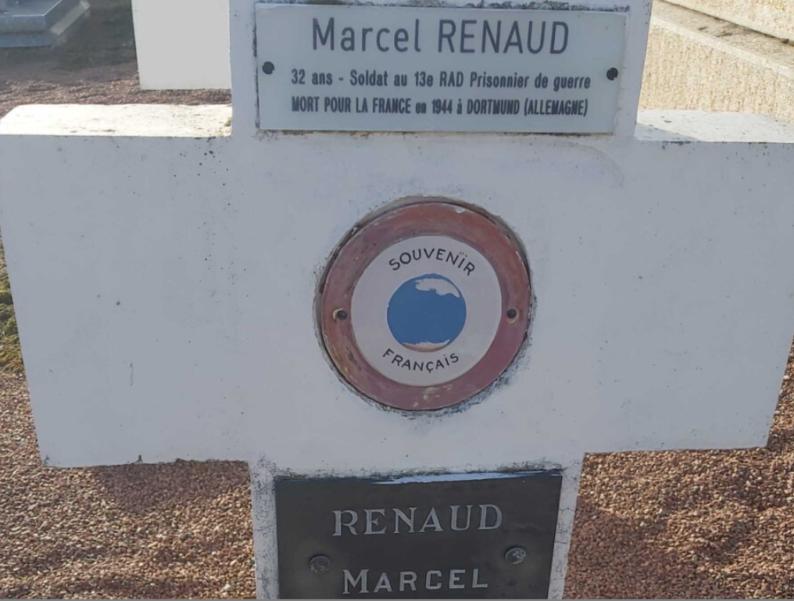 Marcel RENAUD
32 ans - Soldat au 13e RAD Prisonnier de guerre
MORT POUR LA FRANCE en 1944 à DORTMUND (ALLEMAGNE)
SOUVENIR
FRANÇAIS
RENAUD
MARCEL